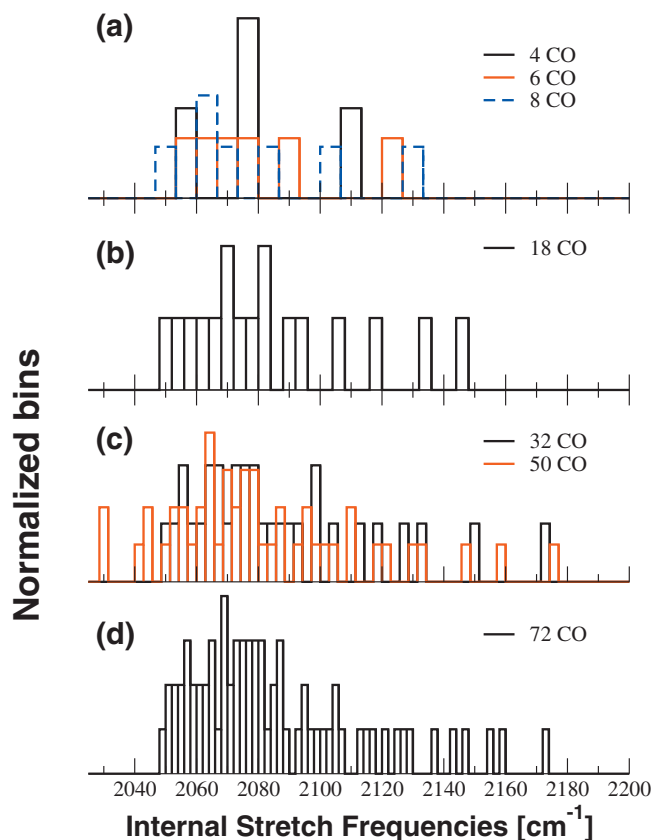 (a)
4 CO
6 CO
8 CO
(b)
18 CO
(c)
32 CO
50 CO
(d)
72 CO
Normalized bins
2040 2060 2080 2100 2120 2140 2160 2180 2200
Internal Stretch Frequencies [cm⁻¹]